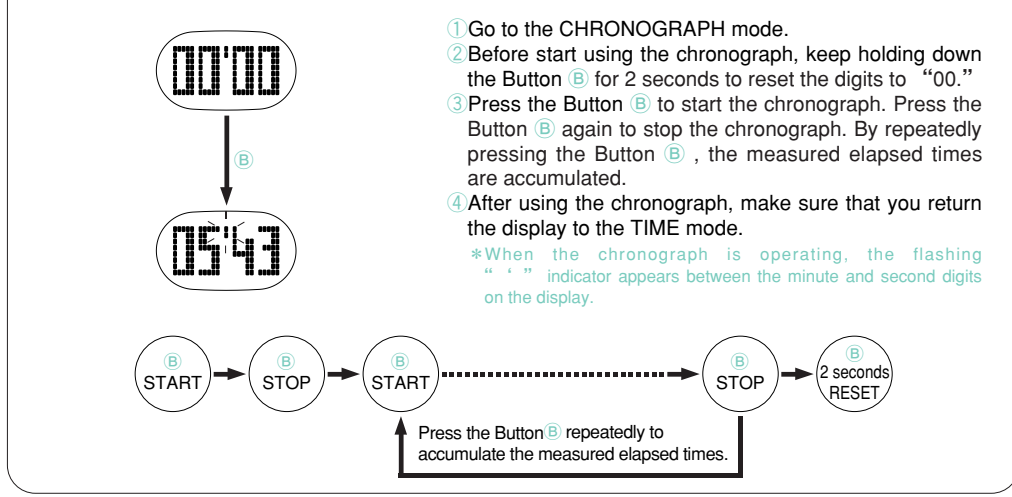 00'00
Ⓑ
05'43
①Go to the CHRONOGRAPH mode.
②Before start using the chronograph, keep holding down
the Button Ⓑ for 2 seconds to reset the digits to “00.”
③Press the Button Ⓑ to start the chronograph. Press the
Button Ⓑ again to stop the chronograph. By repeatedly
pressing the Button Ⓑ , the measured elapsed times
are accumulated.
④After using the chronograph, make sure that you return
the display to the TIME mode.
*When the chronograph is operating, the flashing
“ ‘ ” indicator appears between the minute and second digits
on the display.
Ⓑ
START
Ⓑ
STOP
Ⓑ
START
Ⓑ
STOP
Ⓑ
2 seconds
RESET
Press the Button Ⓑ repeatedly to
accumulate the measured elapsed times.